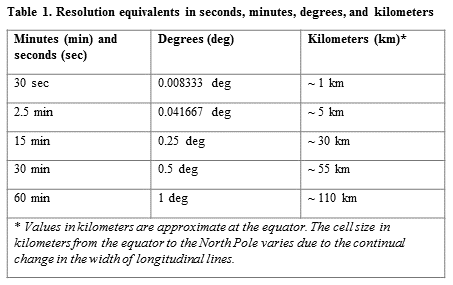 Table 1. Resolution equivalents in seconds, minutes, degrees, and kilometers
Minutes (min) and seconds (sec) Degrees (deg) Kilometers (km)*
30 sec 0.008333 deg ~ 1 km
2.5 min 0.041667 deg ~ 5 km
15 min 0.25 deg ~ 30 km
30 min 0.5 deg ~ 55 km
60 min 1 deg ~ 110 km
* Values in kilometers are approximate at the equator. The cell size in
kilometers from the equator to the North Pole varies due to the continual
change in the width of longitudinal lines.